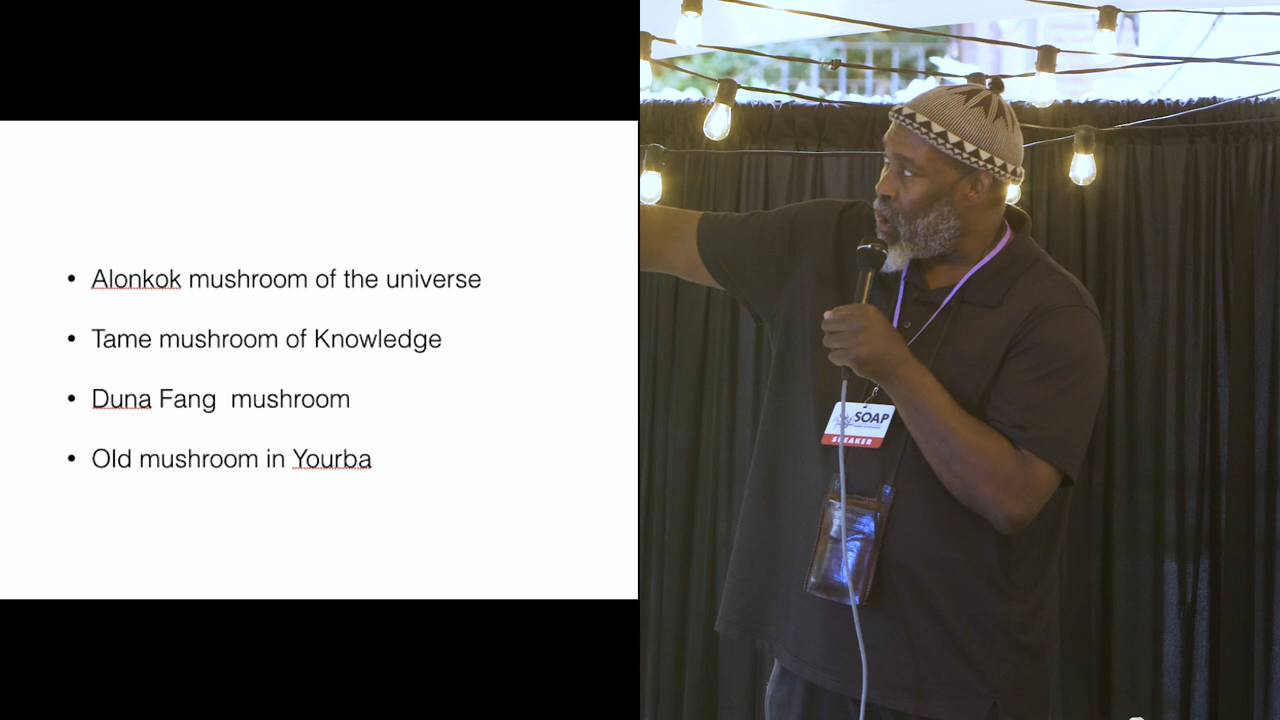 • Alonkok mushroom of the universe
• Tame mushroom of Knowledge
• Duna Fang  mushroom
• Old mushroom in Yourba
SOAP
SPEAKER